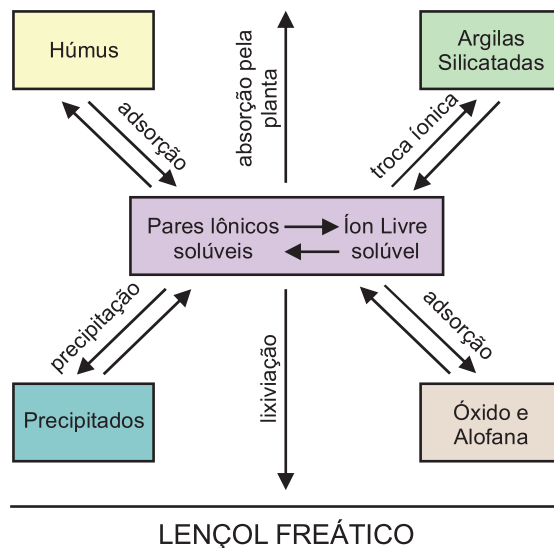 Húmus
absorção pela
planta
Argilas
Silicatadas
adsorção
troca íonica
Pares Iônicos
solúveis
Íon Livre
solúvel
precipitação
lixiviação
adsorção
Precipitados
Óxido e
Alofana
LENÇOL FREÁTICO